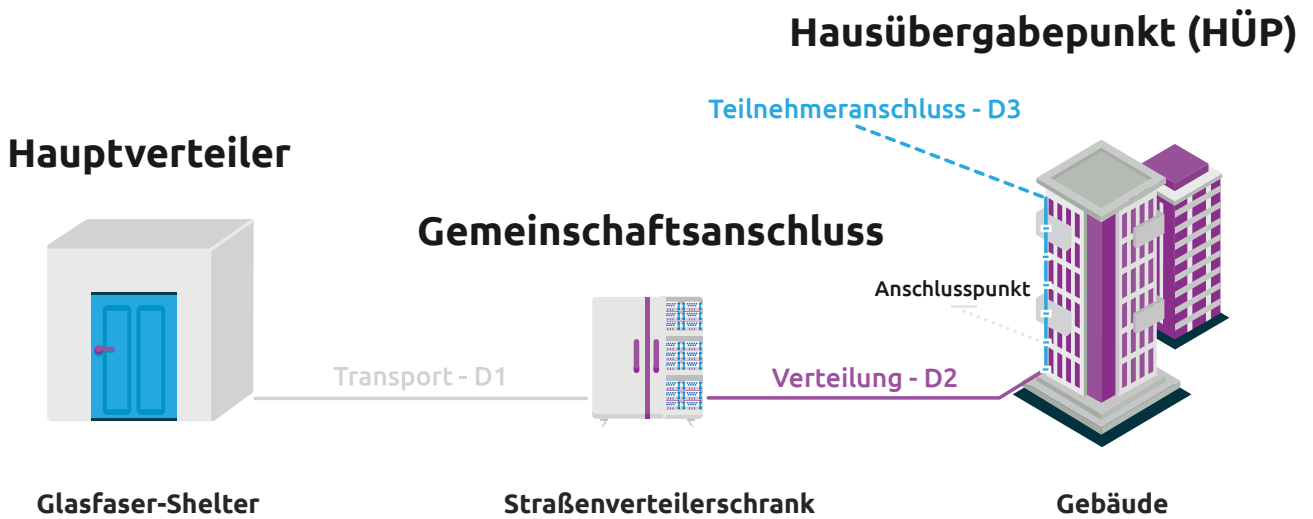 Hausübergabepunkt (HÜP)
Teilnehmeranschluss - D3
Hauptverteiler
Gemeinschaftsanschluss
Anschlusspunkt
Transport - D1
Verteilung - D2
Glasfaser-Shelter
Straßenverteilerschrank
Gebäude